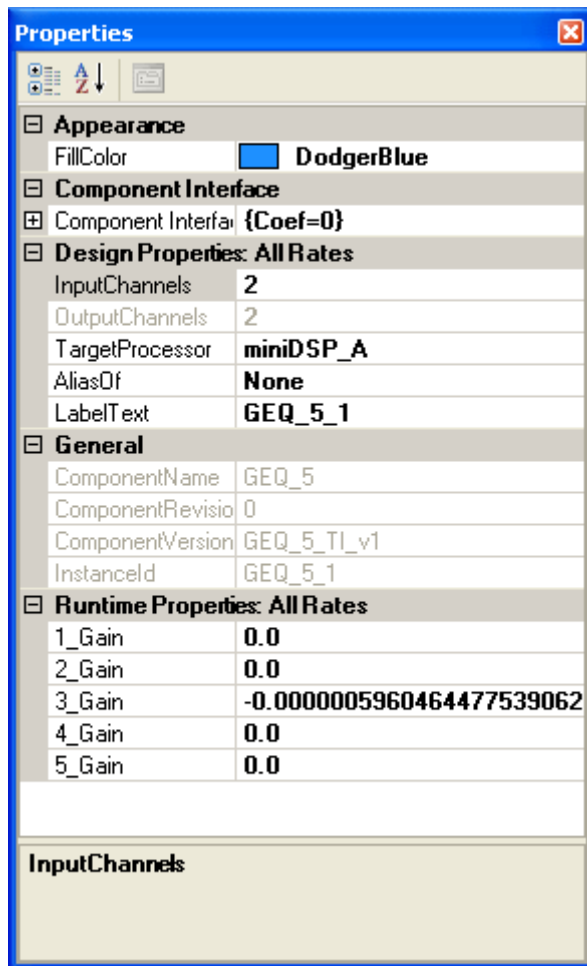 Properties
Appearance
FillColor DodgerBlue
Component Interface
Component Interfa {Coef=0}
Design Properties: All Rates
InputChannels 2
OutputChannels 2
TargetProcessor miniDSP_A
AliasOf None
LabelText GEQ_5_1
General
ComponentName GEQ_5
ComponentRevisio 0
ComponentVersion GEQ_5_TI_v1
InstanceId GEQ_5_1
Runtime Properties: All Rates
1_Gain 0.0
2_Gain 0.0
3_Gain -0.0000005960464477539062
4_Gain 0.0
5_Gain 0.0
InputChannels